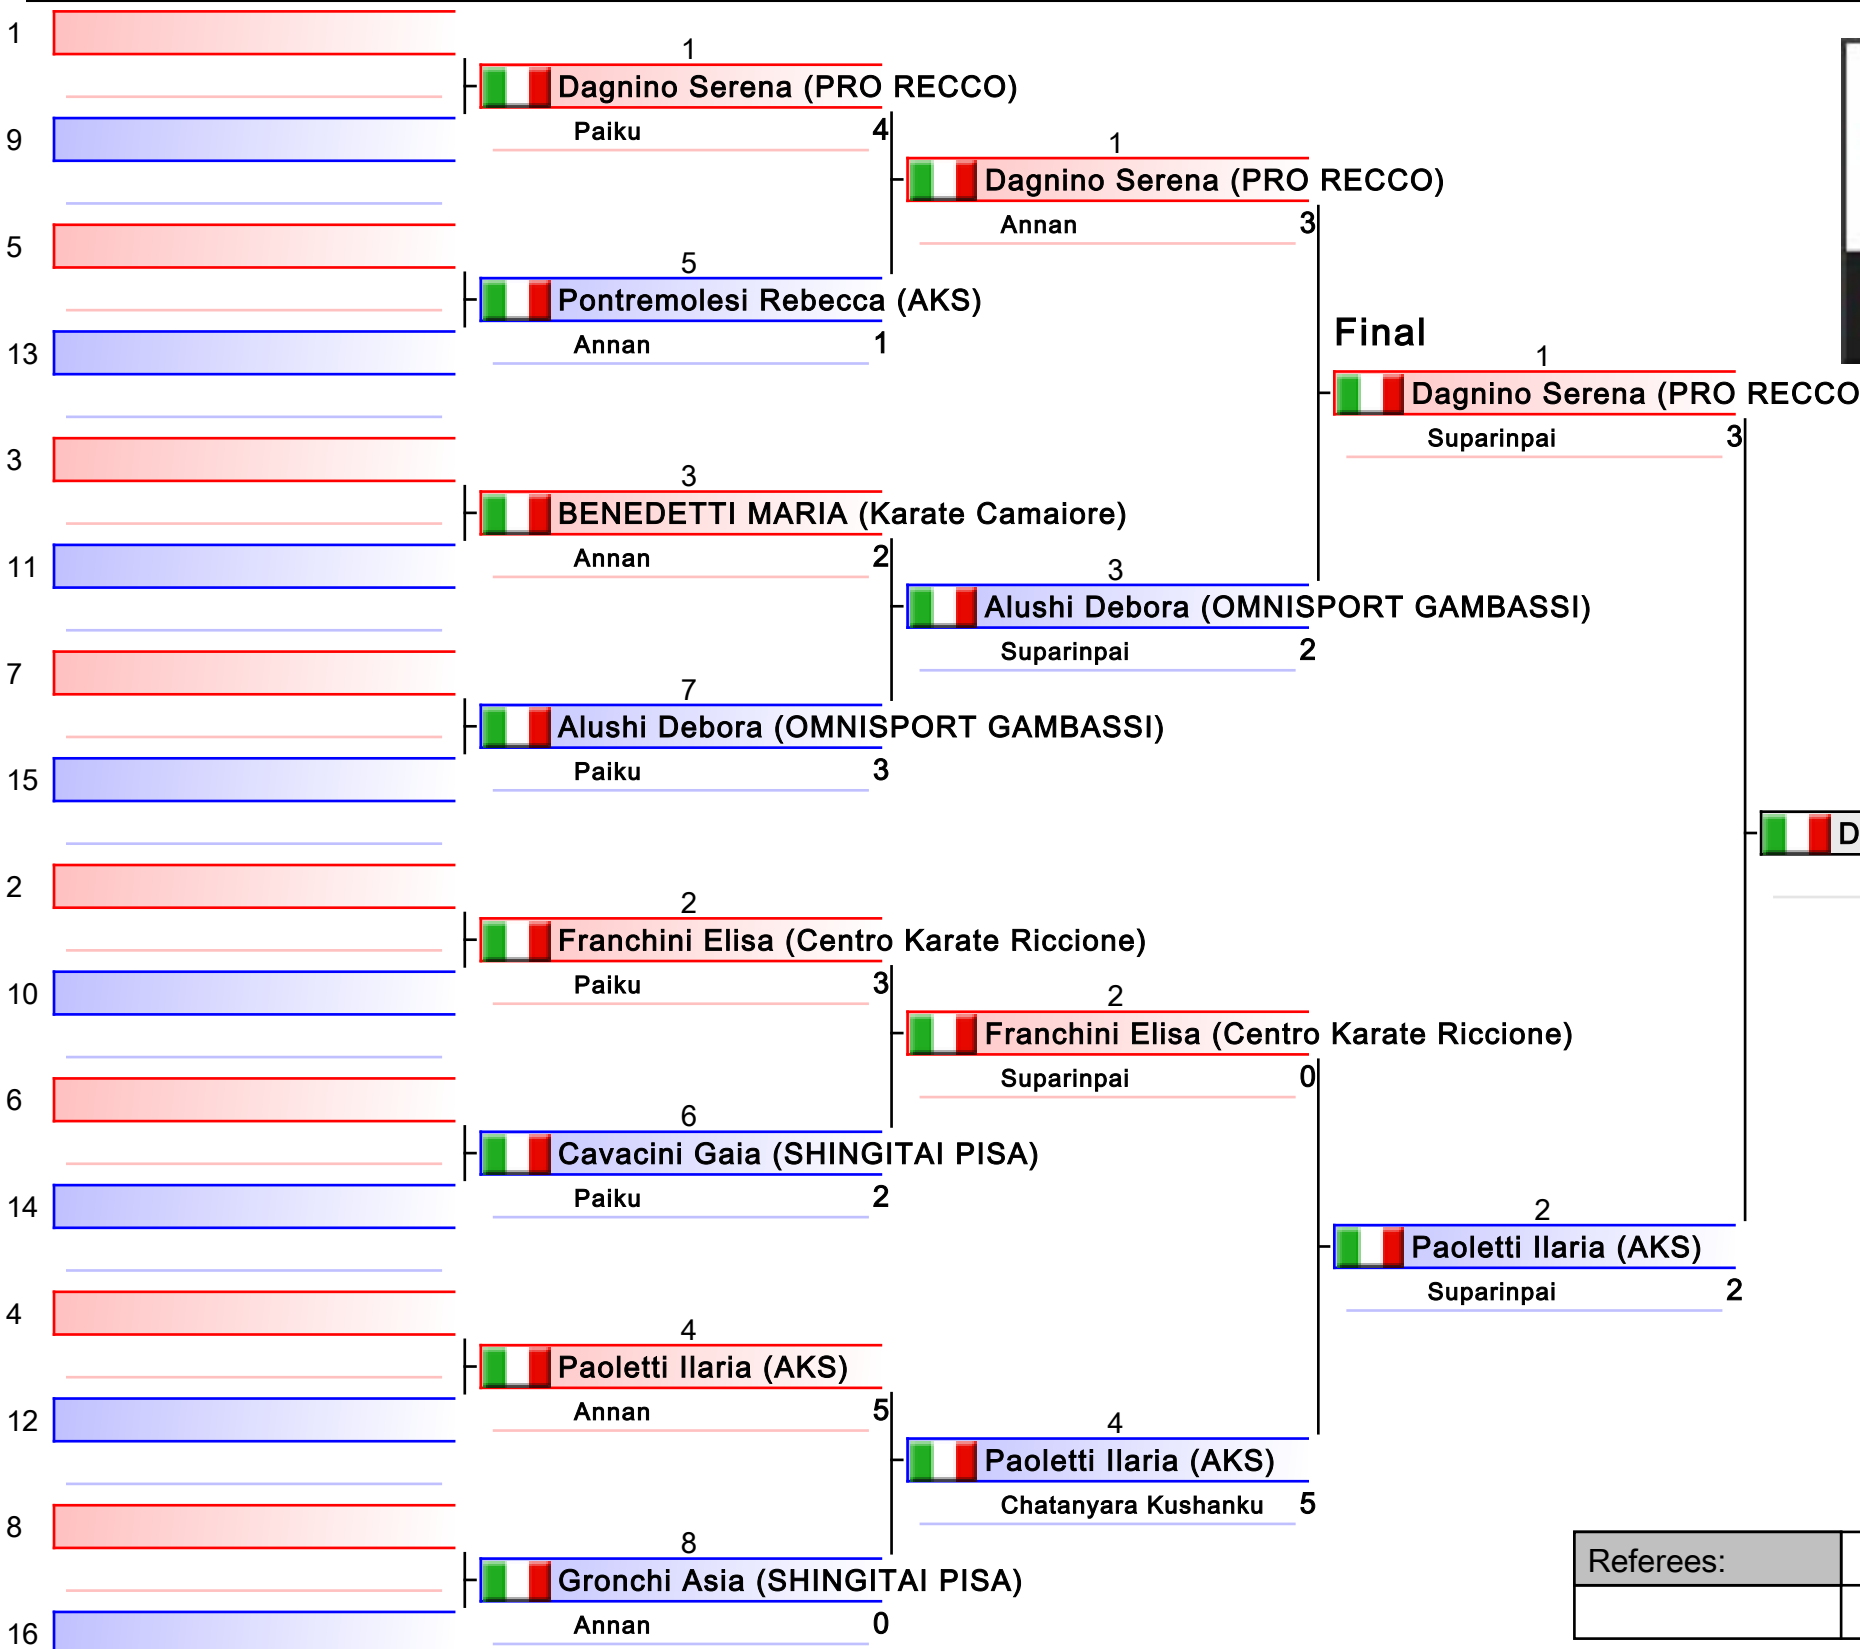 1
9
5
13
3
11
7
15
2
10
6
14
4
12
8
16
1
Dagnino Serena (PRO RECCO)
Paiku 4
5
Pontremolesi Rebecca (AKS)
Annan 1
3
BENEDETTI MARIA (Karate Camaiore)
Annan 2
7
Alushi Debora (OMNISPORT GAMBASSI)
Paiku 3
2
Franchini Elisa (Centro Karate Riccione)
Paiku 3
6
Cavacini Gaia (SHINGITAI PISA)
Paiku 2
4
Paoletti Ilaria (AKS)
Annan 5
8
Gronchi Asia (SHINGITAI PISA)
Annan 0
1
Dagnino Serena (PRO RECCO)
Annan 3
3
Alushi Debora (OMNISPORT GAMBASSI)
Suparinpai 2
2
Franchini Elisa (Centro Karate Riccione)
Suparinpai 0
4
Paoletti Ilaria (AKS)
Chatanyara Kushanku 5
Final
1
Dagnino Serena (PRO RECCO
Suparinpai 3
2
Paoletti Ilaria (AKS)
Suparinpai 2
D
Referees: